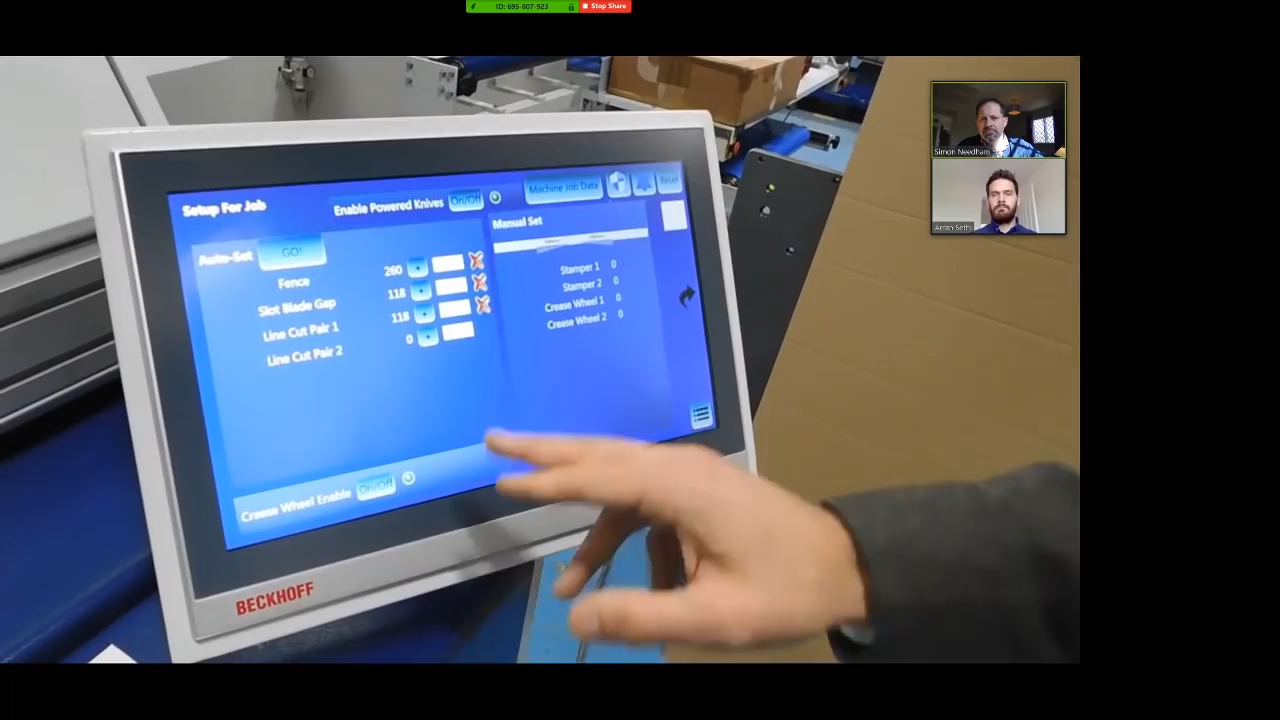 ID: 695-807-923 Stop Share
Simon Needham
Arran Sethi
Setup For Job
Enable Powered Knives On/Off
Machine Job Data
Reset
Auto-Set GO!
Manual Set
Fence 260
Slot Blade Gap 118
Line Cut Pair 1 118
Line Cut Pair 2 0
Stamper 1 0
Stamper 2 0
Crease Wheel 1 0
Crease Wheel 2 0
Crease Wheel Enable On/Off
BECKHOFF